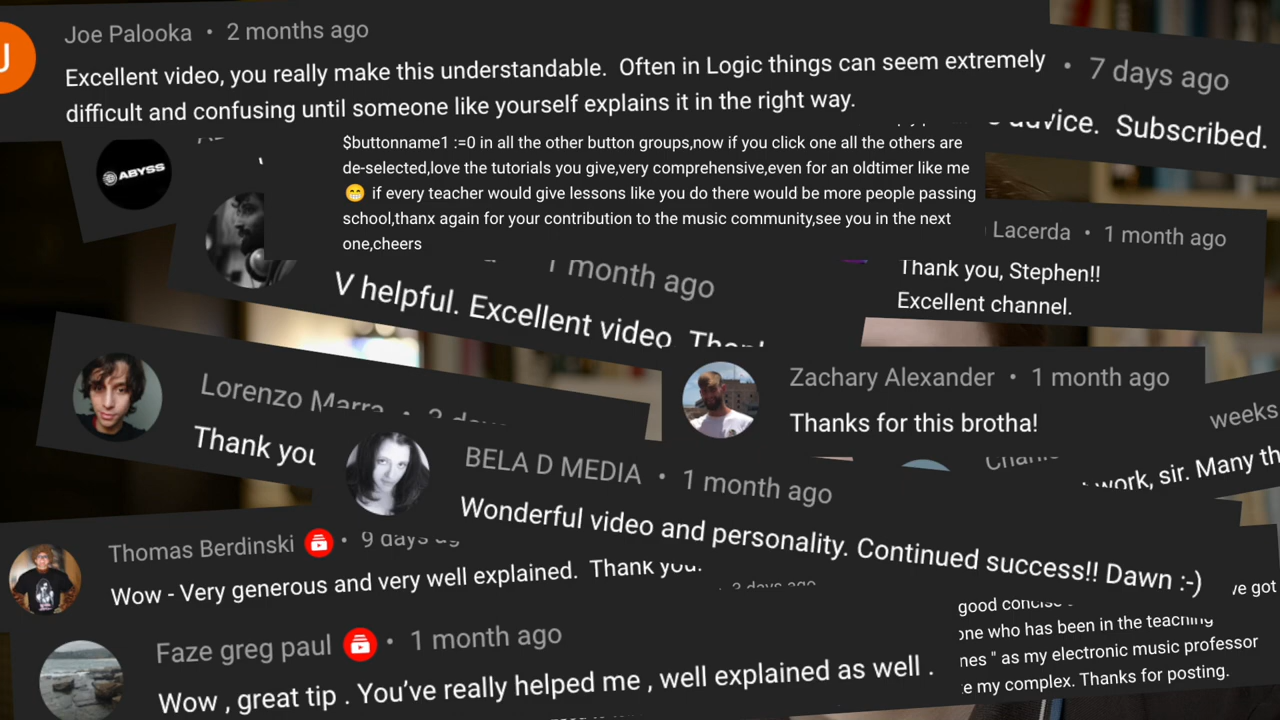 Joe Palooka • 2 months ago
Excellent video, you really make this understandable. Often in Logic things can seem extremely
difficult and confusing until someone like yourself explains it in the right way.
• 7 days ago
advice. Subscribed.
ABYSS
$buttonname1 :=0 in all the other button groups,now if you click one all the others are
de-selected,love the tutorials you give,very comprehensive,even for an oldtimer like me
😁 if every teacher would give lessons like you do there would be more people passing
school,thanx again for your contribution to the music community,see you in the next
one,cheers
Lacerda • 1 month ago
Thank you, Stephen!!
Excellent channel.
1 month ago
V helpful. Excellent video.
Zachary Alexander • 1 month ago
Thanks for this brotha!
Lorenzo Marra •
Thank you
weeks
work, sir. Many
BELA D MEDIA • 1 month ago
Wonderful video and personality. Continued success!! Dawn :-)
Thomas Berdinski • 9 days ago
Wow - Very generous and very well explained. Thank you.
2 days ago
Faze greg paul • 1 month ago
Wow , great tip . You’ve really helped me , well explained as well .
good concise
've got
one who has been in the teaching
" as my electronic music professor
my complex. Thanks for posting.